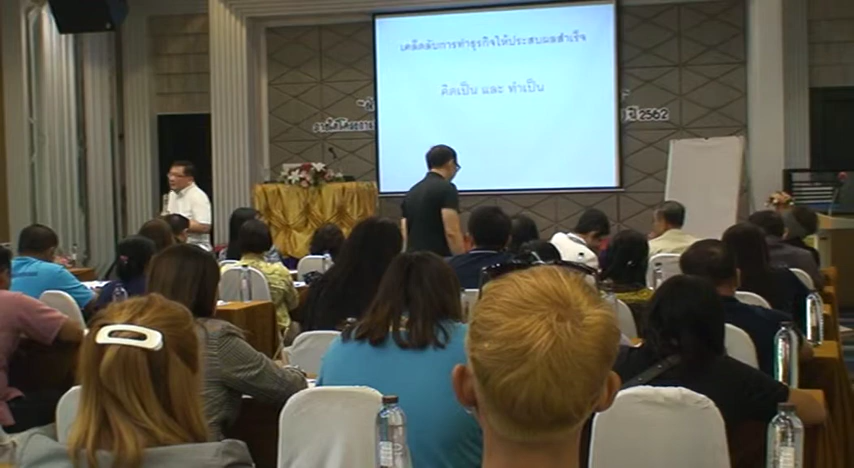 เคล็ดลับการทำธุรกิจให้ประสบผลสำเร็จ
คิดเป็น และ ทำเป็น
ปี 2562